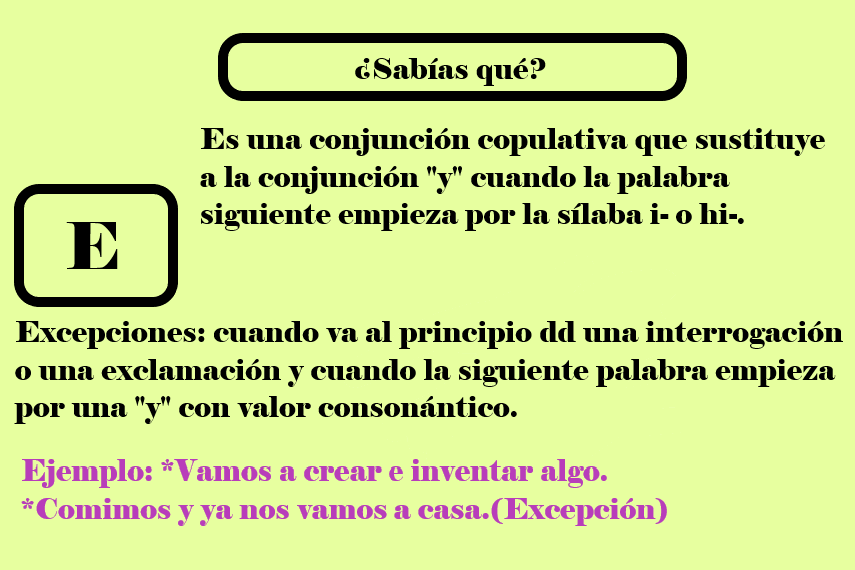 ¿Sabías qué?
Es una conjunción copulativa que sustituye
a la conjunción "y" cuando la palabra
siguiente empieza por la sílaba i- o hi-.
E
Excepciones: cuando va al principio dd una interrogación
o una exclamación y cuando la siguiente palabra empieza
por una "y" con valor consonántico.
Ejemplo: *Vamos a crear e inventar algo.
*Comimos y ya nos vamos a casa.(Excepción)